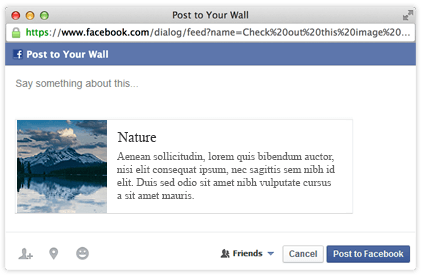 Post to Your Wall
https://www.facebook.com/dialog/feed?name=Check%20out%20this%20image%20...
Post to Your Wall
Say something about this...
Nature
Aenean sollicitudin, lorem quis bibendum auctor,
nisi elit consequat ipsum, nec sagittis sem nibh id
elit. Duis sed odio sit amet nibh vulputate cursus
a sit amet mauris.
Friends
Cancel
Post to Facebook